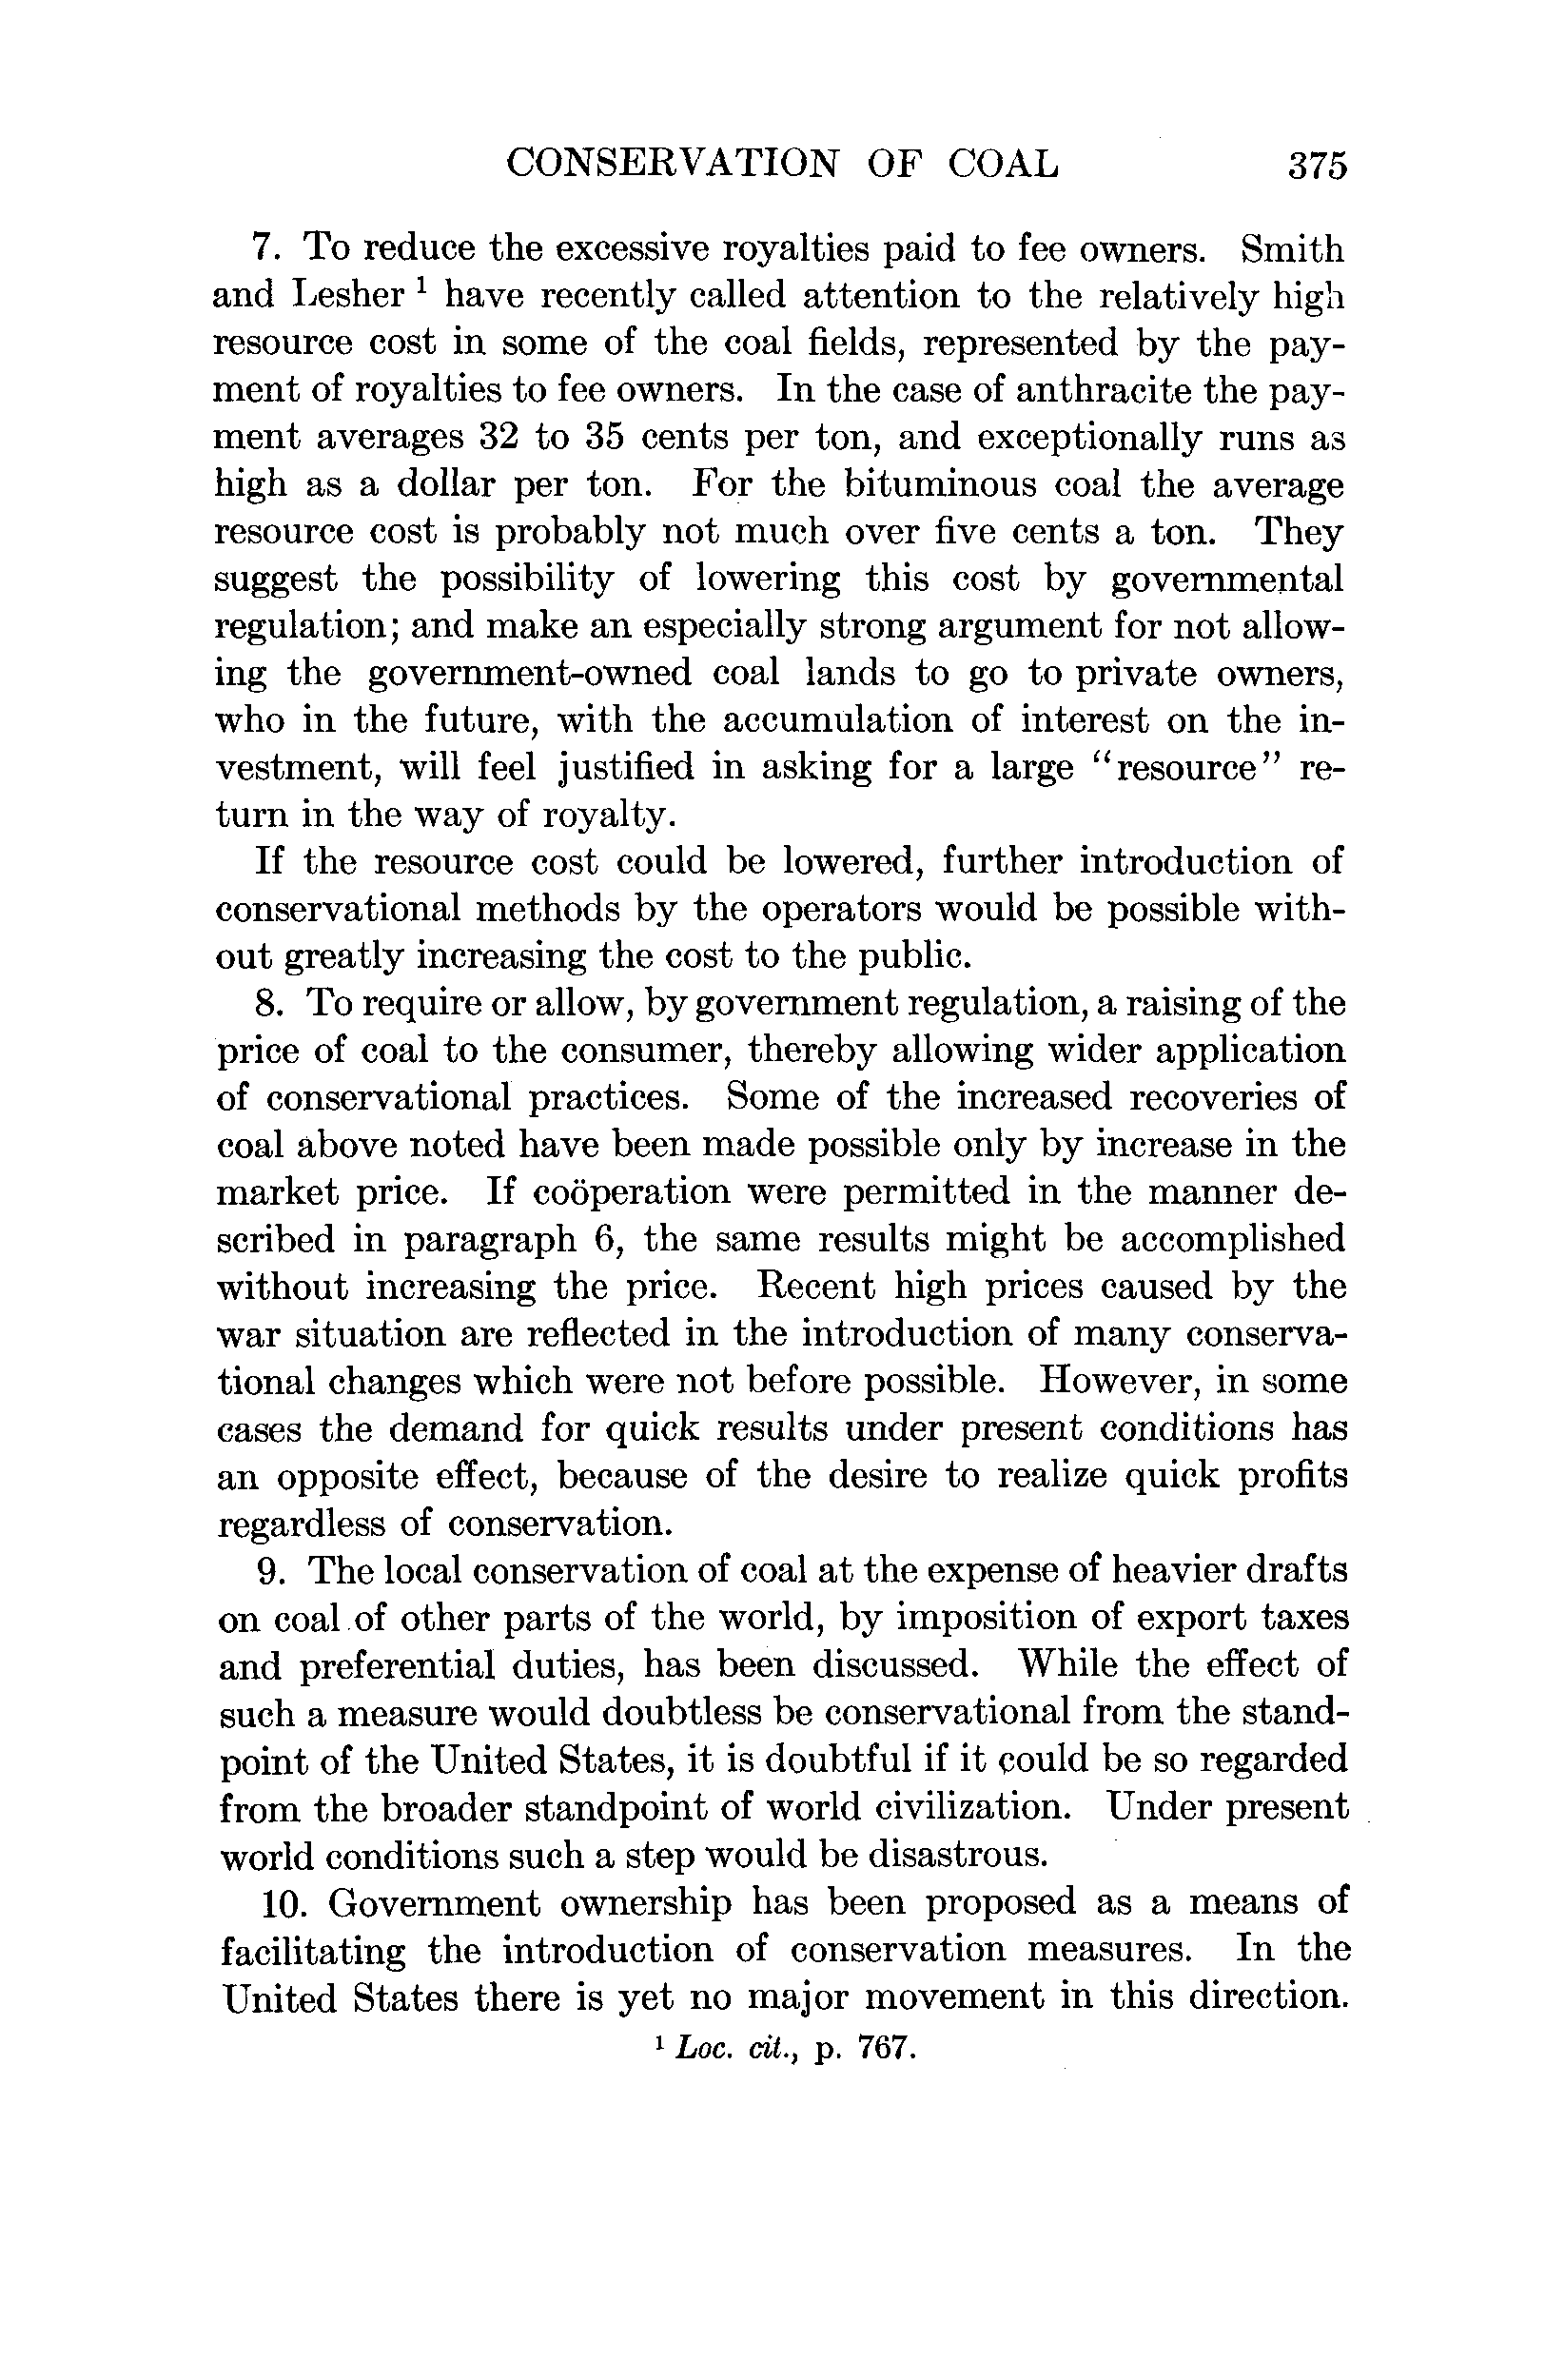 CONSERVATION OF COAL 375
7. To reduce the excessive royalties paid to fee owners. Smith
and Lesher ¹ have recently called attention to the relatively high
resource cost in some of the coal fields, represented by the pay-
ment of royalties to fee owners. In the case of anthracite the pay-
ment averages 32 to 35 cents per ton, and exceptionally runs as
high as a dollar per ton. For the bituminous coal the average
resource cost is probably not much over five cents a ton. They
suggest the possibility of lowering this cost by governmental
regulation; and make an especially strong argument for not allow-
ing the government-owned coal lands to go to private owners,
who in the future, with the accumulation of interest on the in-
vestment, will feel justified in asking for a large “resource” re-
turn in the way of royalty.
If the resource cost could be lowered, further introduction of
conservational methods by the operators would be possible with-
out greatly increasing the cost to the public.
8. To require or allow, by government regulation, a raising of the
price of coal to the consumer, thereby allowing wider application
of conservational practices. Some of the increased recoveries of
coal above noted have been made possible only by increase in the
market price. If coöperation were permitted in the manner de-
scribed in paragraph 6, the same results might be accomplished
without increasing the price. Recent high prices caused by the
war situation are reflected in the introduction of many conserva-
tional changes which were not before possible. However, in some
cases the demand for quick results under present conditions has
an opposite effect, because of the desire to realize quick profits
regardless of conservation.
9. The local conservation of coal at the expense of heavier drafts
on coal of other parts of the world, by imposition of export taxes
and preferential duties, has been discussed. While the effect of
such a measure would doubtless be conservational from the stand-
point of the United States, it is doubtful if it could be so regarded
from the broader standpoint of world civilization. Under present
world conditions such a step would be disastrous.
10. Government ownership has been proposed as a means of
facilitating the introduction of conservation measures. In the
United States there is yet no major movement in this direction.
¹ Loc. cit., p. 767.